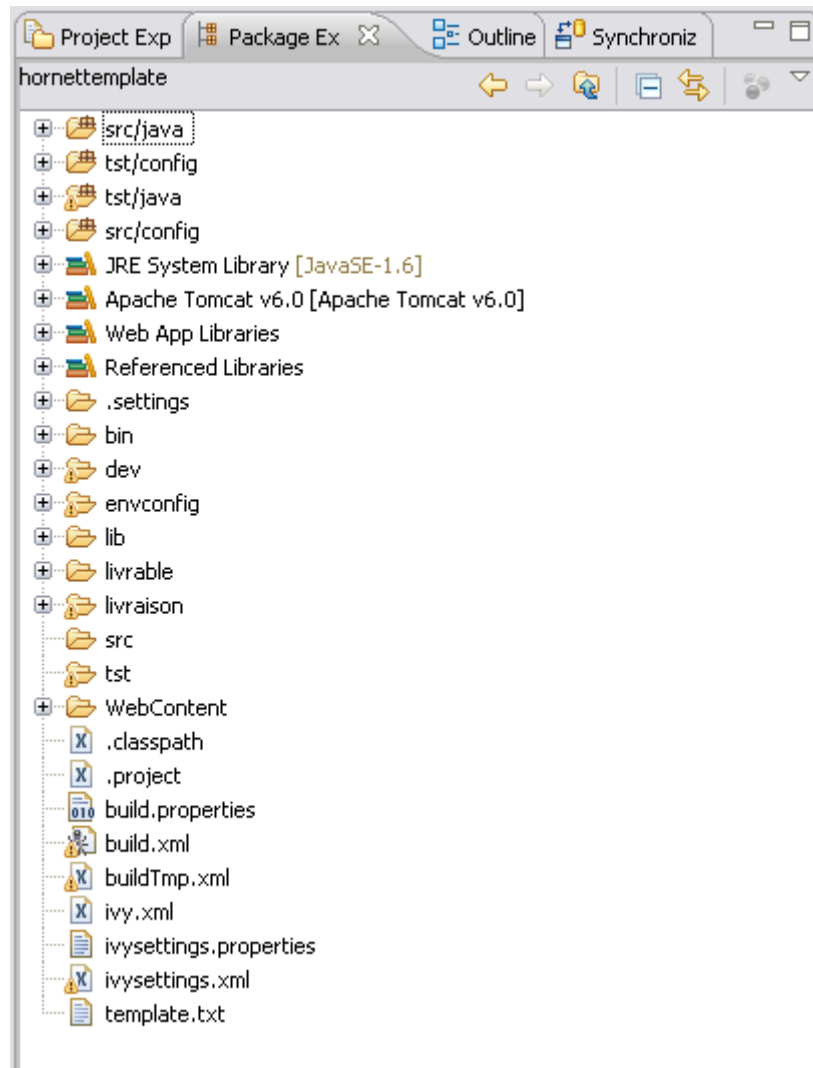 Project Exp Package Ex Outline Synchroniz
hornettemplate
src/java
tst/config
tst/java
src/config
JRE System Library [JavaSE-1.6]
Apache Tomcat v6.0 [Apache Tomcat v6.0]
Web App Libraries
Referenced Libraries
.settings
bin
dev
envconfig
lib
livrable
livraison
src
tst
WebContent
.classpath
.project
build.properties
build.xml
buildTmp.xml
ivy.xml
ivysettings.properties
ivysettings.xml
template.txt